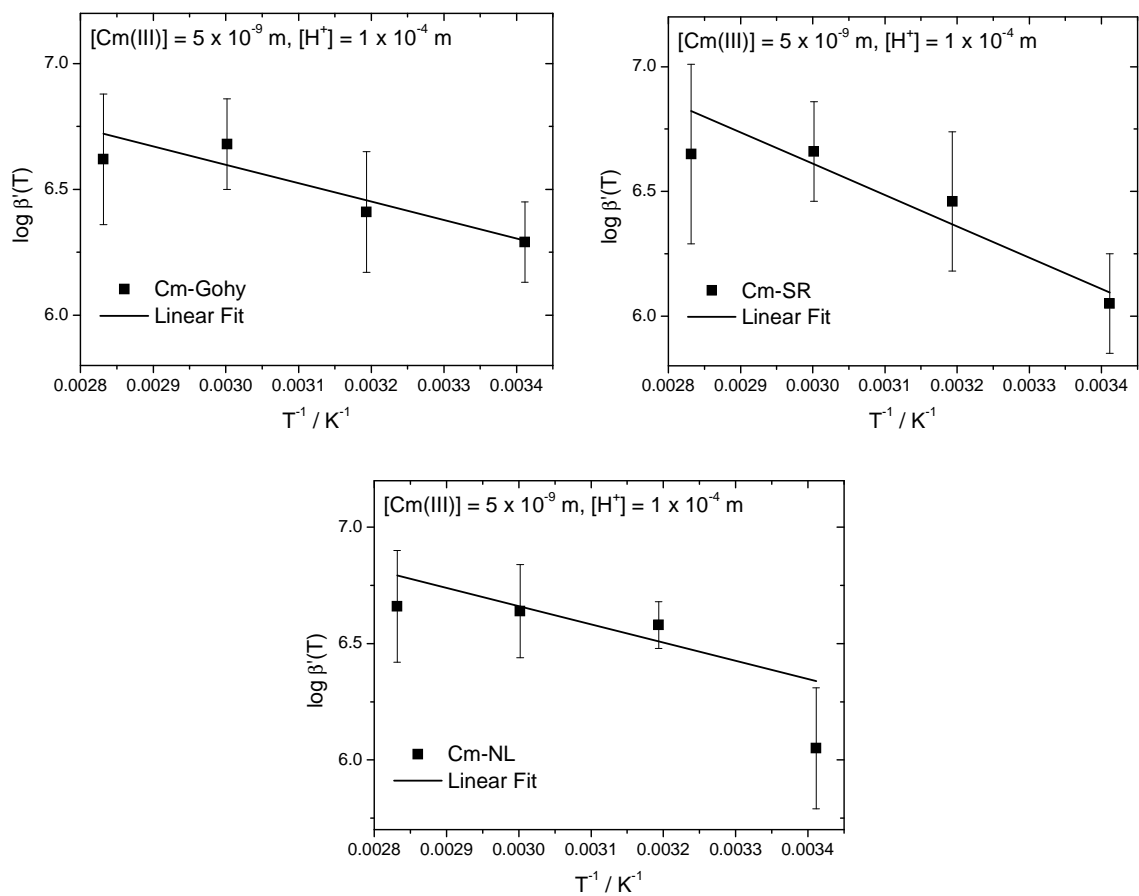 [Cm(III)] = 5 x 10⁻⁹ m, [H⁺] = 1 x 10⁻⁴ m
7.0
6.5
6.0
log β'(T)
Cm-Gohy
Linear Fit
0.0028 0.0029 0.0030 0.0031 0.0032 0.0033 0.0034
T⁻¹ / K⁻¹
[Cm(III)] = 5 x 10⁻⁹ m, [H⁺] = 1 x 10⁻⁴ m
7.0
6.5
6.0
log β'(T)
Cm-SR
Linear Fit
0.0028 0.0029 0.0030 0.0031 0.0032 0.0033 0.0034
T⁻¹ / K⁻¹
[Cm(III)] = 5 x 10⁻⁹ m, [H⁺] = 1 x 10⁻⁴ m
7.0
6.5
6.0
log β'(T)
Cm-NL
Linear Fit
0.0028 0.0029 0.0030 0.0031 0.0032 0.0033 0.0034
T⁻¹ / K⁻¹